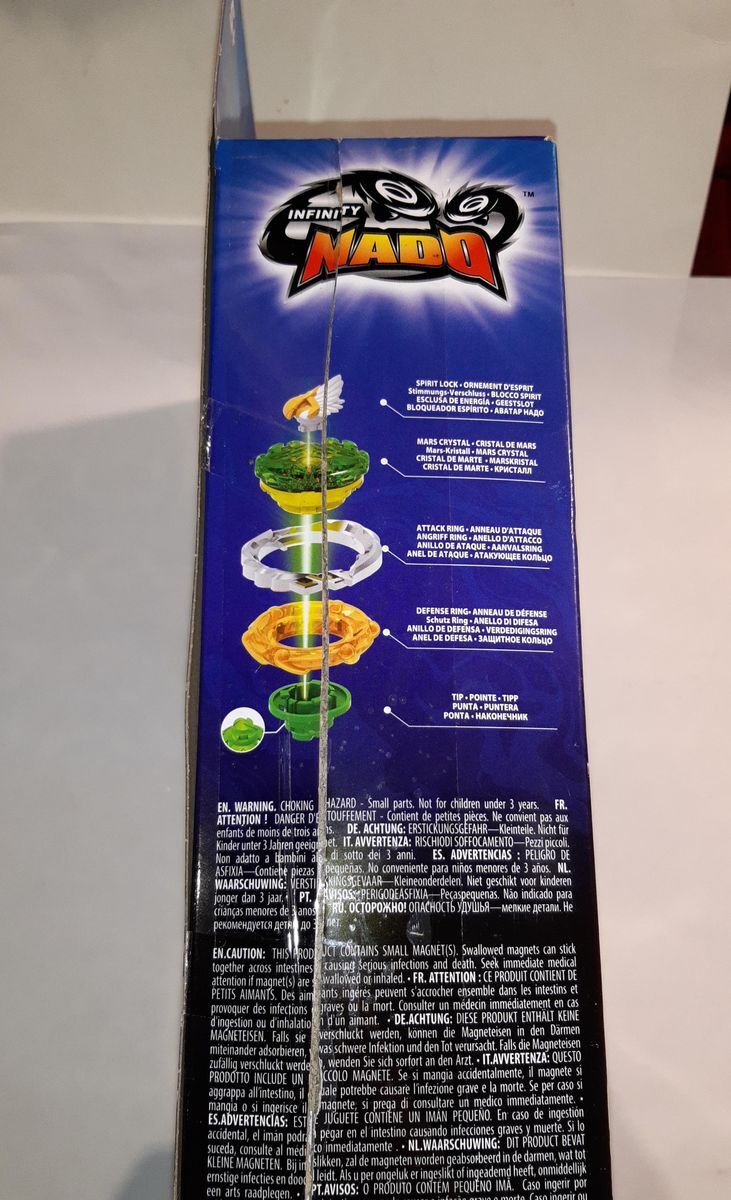 INFINITY
NADO
TM
SPIRIT LOCK • ORNEMENT D'ESPRIT
Stimmungs-Verschluss • BLOCCO SPIRIT
ESCLUSA DE ENERGÍA • GEESTSLOT
BLOQUEADOR ESPÍRITO • АВАТАР НАДО
MARS CRYSTAL • CRISTAL DE MARS
Mars-Kristall • MARS CRYSTAL
CRISTAL DE MARTE • MARSKRISTAL
CRISTAL DE MARTE • КРИСТАЛЛ
ATTACK RING • ANNEAU D'ATTAQUE
ANGRIFF RING • ANELLO D'ATTACCO
ANILLO DE ATAQUE • AANVALSRING
ANEL DE ATAQUE • АТАКУЮЩЕЕ КОЛЬЦО
DEFENSE RING • ANNEAU DE DÉFENSE
Schutz Ring • ANELLO DI DIFESA
ANILLO DE DEFENSA • VERDEDIGINGSRING
ANEL DE DEFESA • ЗАЩИТНОЕ КОЛЬЦО
TIP • POINTE • TIPP
PUNTA • PUNTERA
PONTA • НАКОНЕЧНИК
EN. WARNING. CHOKING HAZARD - Small parts. Not for children under 3 years. FR.
ATTENTION ! DANGER D'ETOUFFEMENT - Contient de petites pièces. Ne convient pas aux
enfants de moins de trois ans. DE. ACHTUNG: ERSTICKUNGSGEFAHR—Kleinteile. Nicht für
Kinder unter 3 Jahren geeignet. IT. AVVERTENZA: RISCHIODI SOFFOCAMENTO—Pezzi piccoli.
Non adatto a bambini al di sotto dei 3 anni. ES. ADVERTENCIAS : PELIGRO DE
ASFIXIA—Contiene piezas pequeñas. No conveniente para niños menores de 3 años. NL.
WAARSCHUWING: VERSTIKKINGSGEVAAR—Kleineonderdelen. Niet geschikt voor kinderen
jonger dan 3 jaar. PT. AVISOS: PERIGODEASFIXIA—Peçaspequenas. Não indicado para
crianças menores de 3 anos. RU. ОСТОРОЖНО! ОПАСНОСТЬ УДУШЬЯ—мелкие детали. Не
рекомендуется детям до 3 лет.
EN.CAUTION: THIS PRODUCT CONTAINS SMALL MAGNET(S). Swallowed magnets can stick
together across intestines causing serious infections and death. Seek immediate medical
attention if magnet(s) are swallowed or inhaled. • FR. ATTENTION : CE PRODUIT CONTIENT DE
PETITS AIMANTS. Des aimants ingérés peuvent s'accrocher ensemble dans les intestins et
provoquer des infections graves ou la mort. Consulter un médecin immédiatement en cas
d'ingestion ou d'inhalation d'un aimant. • DE.ACHTUNG: DIESE PRODUKT ENTHÄLT KEINE
MAGNETEISEN. Falls sie verschluckt werden, können die Magneteisen in den Därmen
miteinander adsorbieren, was schwere Infektion und den Tot verursacht. Falls die Magneteisen
zufällig verschluckt werden, wenden Sie sich sofort an den Arzt. • IT.AVVERTENZA: QUESTO
PRODOTTO INCLUDE UN PICCOLO MAGNETE. Se si mangia accidentalmente, il magnete si
aggrappa all'intestino, il quale potrebbe causare l'infezione grave e la morte. Se per caso si
mangia o si ingerisce il magnete, si prega di consultare un medico immediatamente. •
ES.ADVERTENCIAS: ESTE JUGUETE CONTIENE UN IMÁN PEQUEÑO. En caso de ingestión
accidental, el imán podrá pegar en el intestino causando infecciones graves y muerte. Si lo
suceda, consulte al médico inmediatamente. • NL.WAARSCHUWING: DIT PRODUCT BEVAT
KLEINE MAGNETEN. Bij inslikken, zal de magneten worden geabsorbeerd in de darmen, wat tot
ernstige infecties en dood leidt. Als u per ongeluk er ingeslikt of ingeademd heeft, onmiddellijk
een arts raadplegen. • PT.AVISOS: O PRODUTO CONTÉM PEQUENO IMÃ. Caso ingerir por